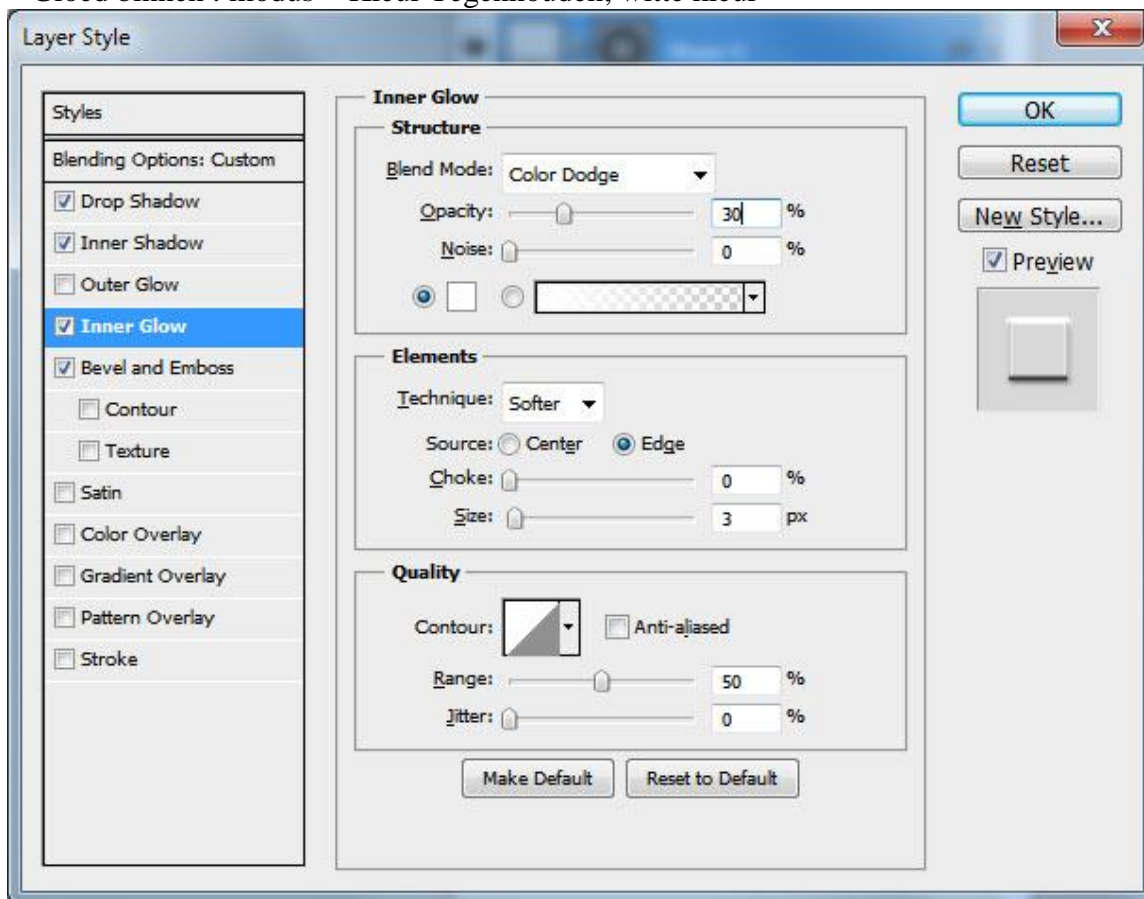 Layer Style
Styles
Blending Options: Custom
Drop Shadow
Inner Shadow
Outer Glow
Inner Glow
Bevel and Emboss
Contour
Texture
Satin
Color Overlay
Gradient Overlay
Pattern Overlay
Stroke
Inner Glow
Structure
Blend Mode: Color Dodge
Opacity: 30 %
Noise: 0 %
Elements
Technique: Softer
Source: Center Edge
Choke: 0 %
Size: 3 px
Quality
Contour: Anti-aliased
Range: 50 %
Jitter: 0 %
Make Default Reset to Default
OK
Reset
New Style...
Preview